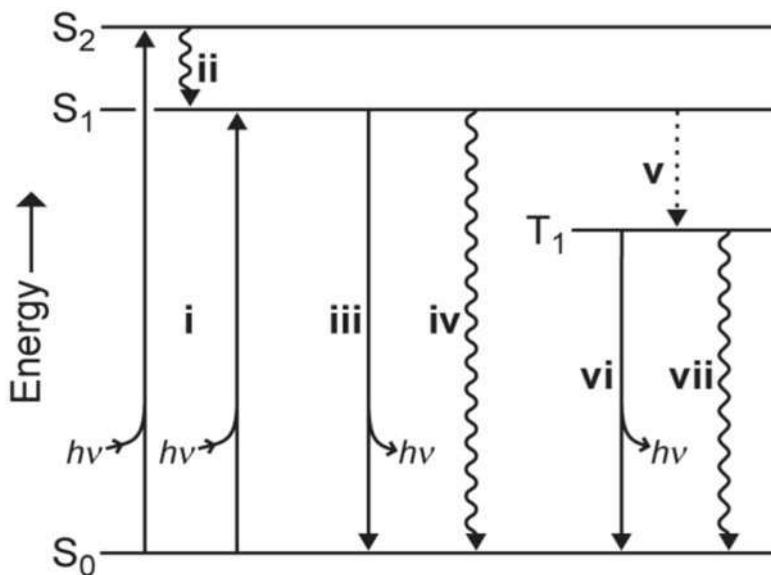 S2
ii
S1
v
T1
Energy
i
iii
iv
vi
vii
hν
hν
hν
hν
S0